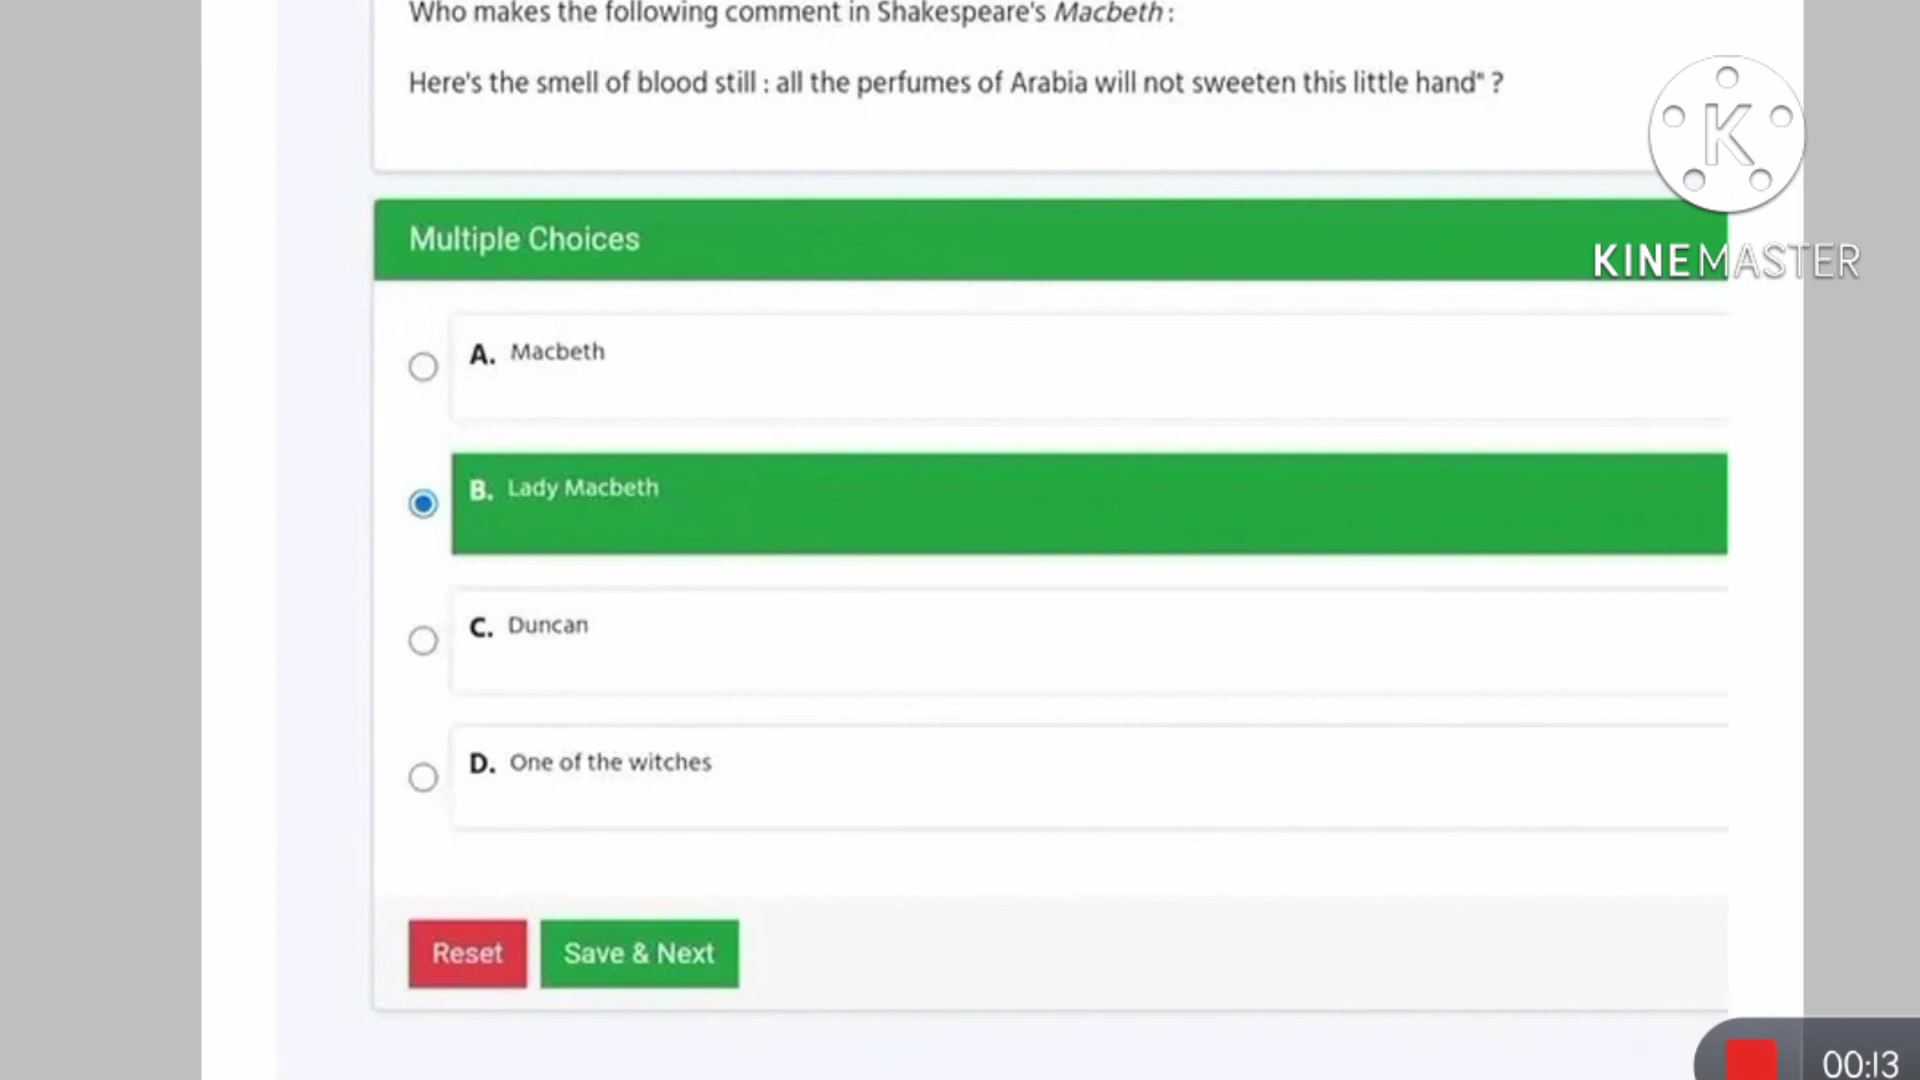 Who makes the following comment in Shakespeare's Macbeth :
Here's the smell of blood still : all the perfumes of Arabia will not sweeten this little hand" ?
K
KINEMASTER
Multiple Choices
A. Macbeth
B. Lady Macbeth
C. Duncan
D. One of the witches
Reset
Save & Next
00:13